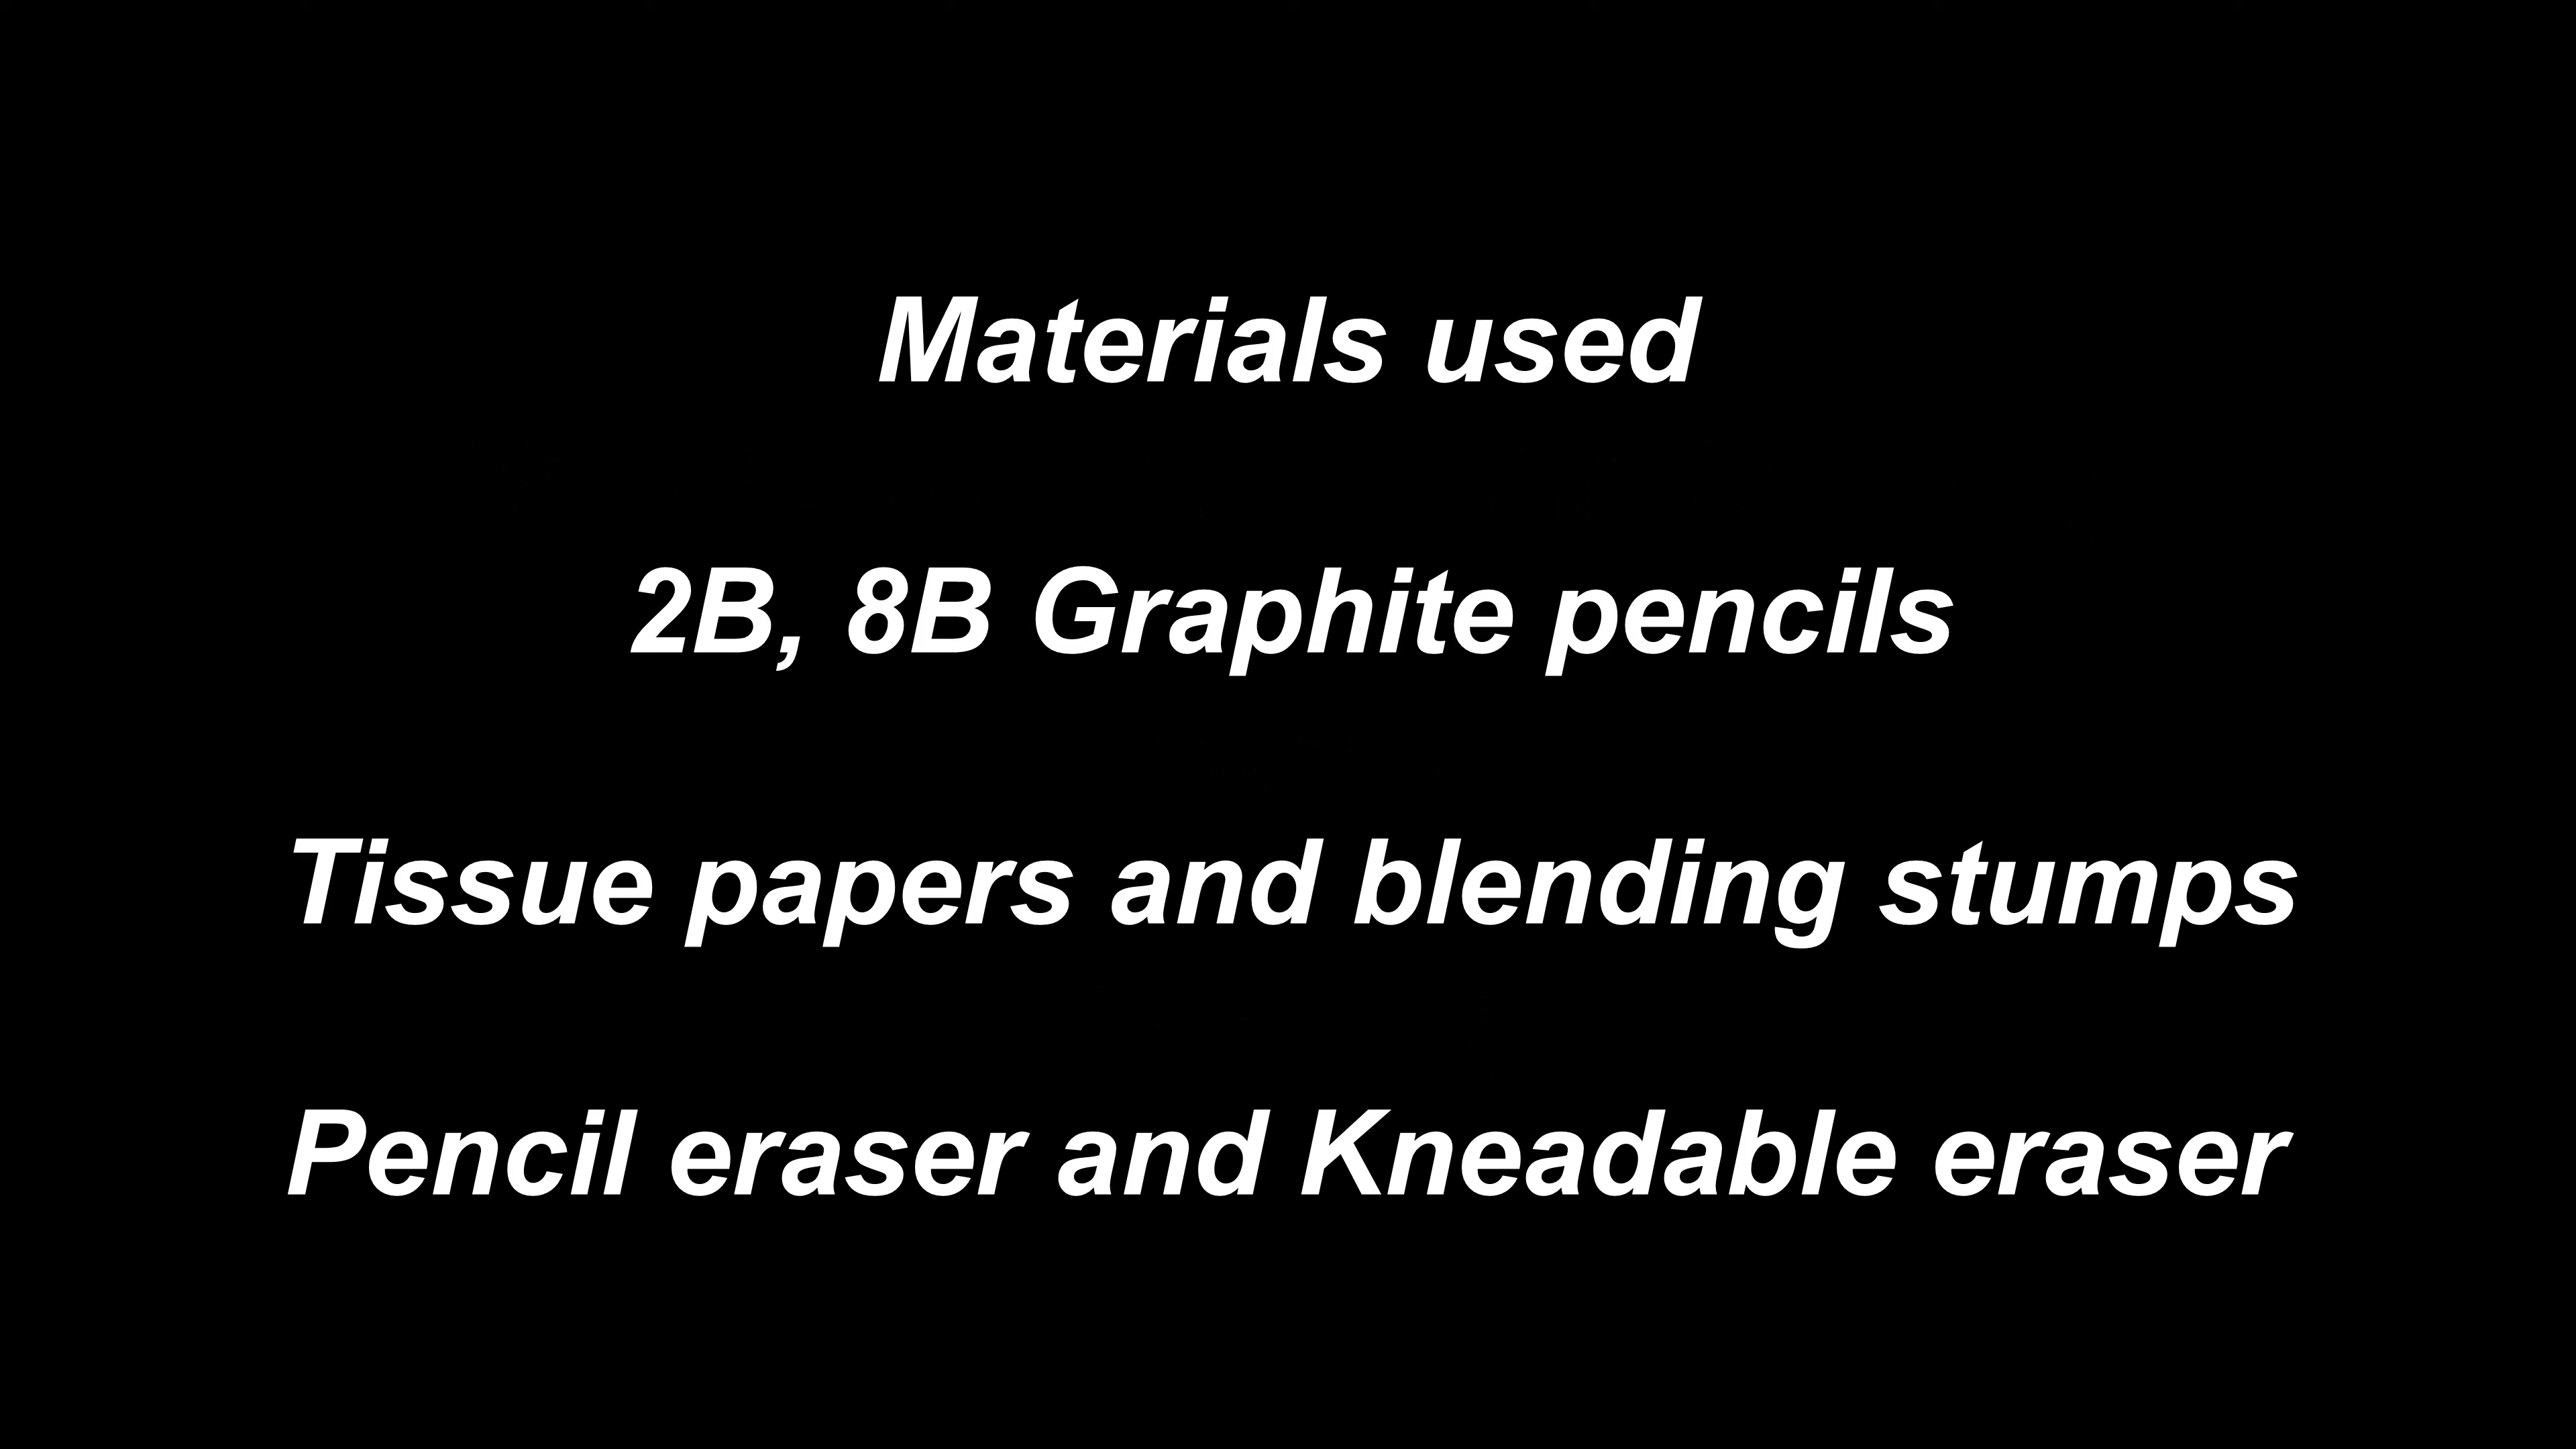 Materials used
2B, 8B Graphite pencils
Tissue papers and blending stumps
Pencil eraser and Kneadable eraser